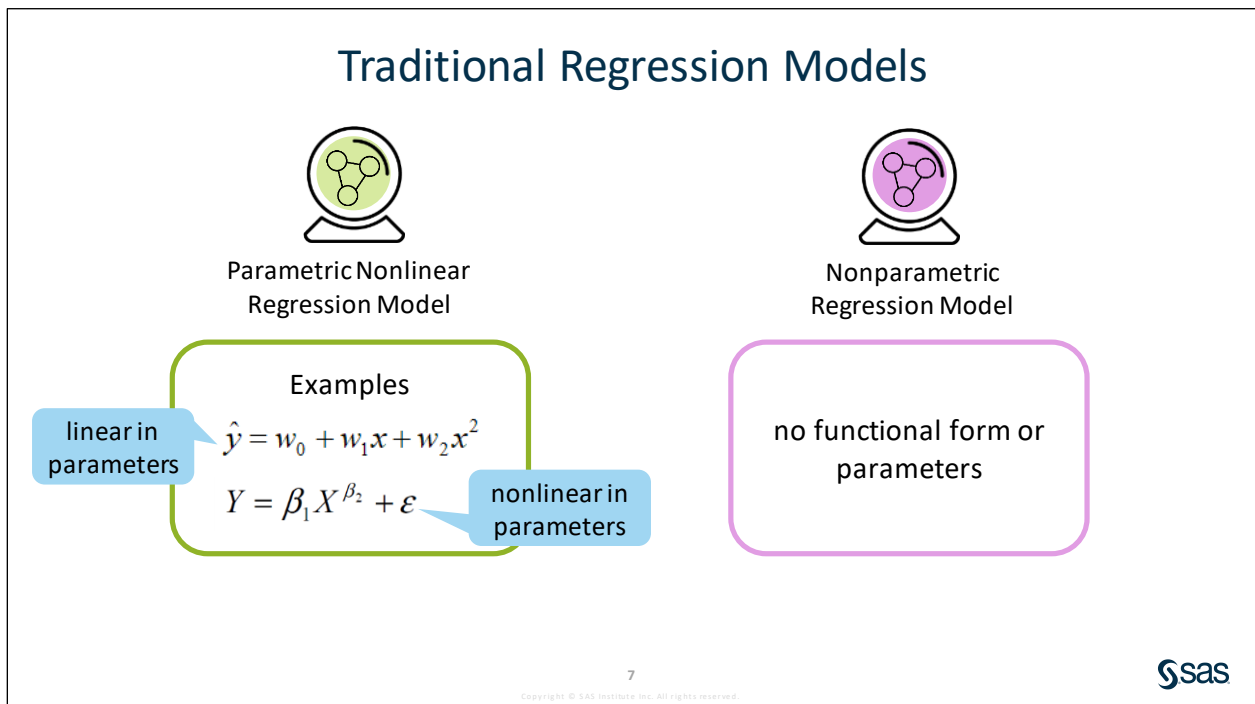 Traditional Regression Models
Parametric Nonlinear
Regression Model
Examples
linear in
parameters
ŷ = w₀ + w₁x + w₂x²
Y = β₁X^β₂ + ε
nonlinear in
parameters
Nonparametric
Regression Model
no functional form or
parameters
7
Copyright © SAS Institute Inc. All rights reserved.
sas